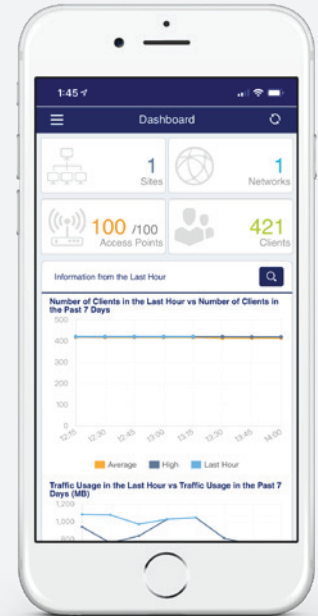 1:45
Dashboard
1
Sites
1
Networks
100 /100
Access Points
421
Clients
Information from the Last Hour
Number of Clients in the Last Hour vs Number of Clients in
the Past 7 Days
500
400
300
200
100
0
12:15 12:30 12:45 13:00 13:15 13:30 13:45 14:00
Average High Last Hour
Traffic Usage in the Last Hour vs Traffic Usage in the Past 7
Days (MB)
1,200
1,000
800